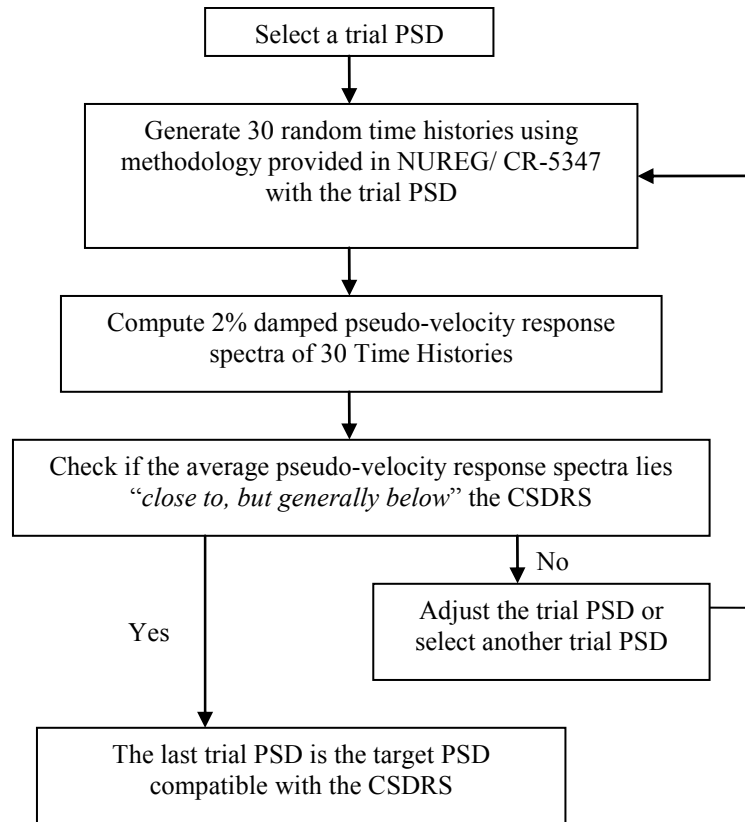 Select a trial PSD
Generate 30 random time histories using
methodology provided in NUREG/ CR-5347
with the trial PSD
Compute 2% damped pseudo-velocity response
spectra of 30 Time Histories
Check if the average pseudo-velocity response spectra lies
“close to, but generally below” the CSDRS
No
Adjust the trial PSD or
select another trial PSD
Yes
The last trial PSD is the target PSD
compatible with the CSDRS